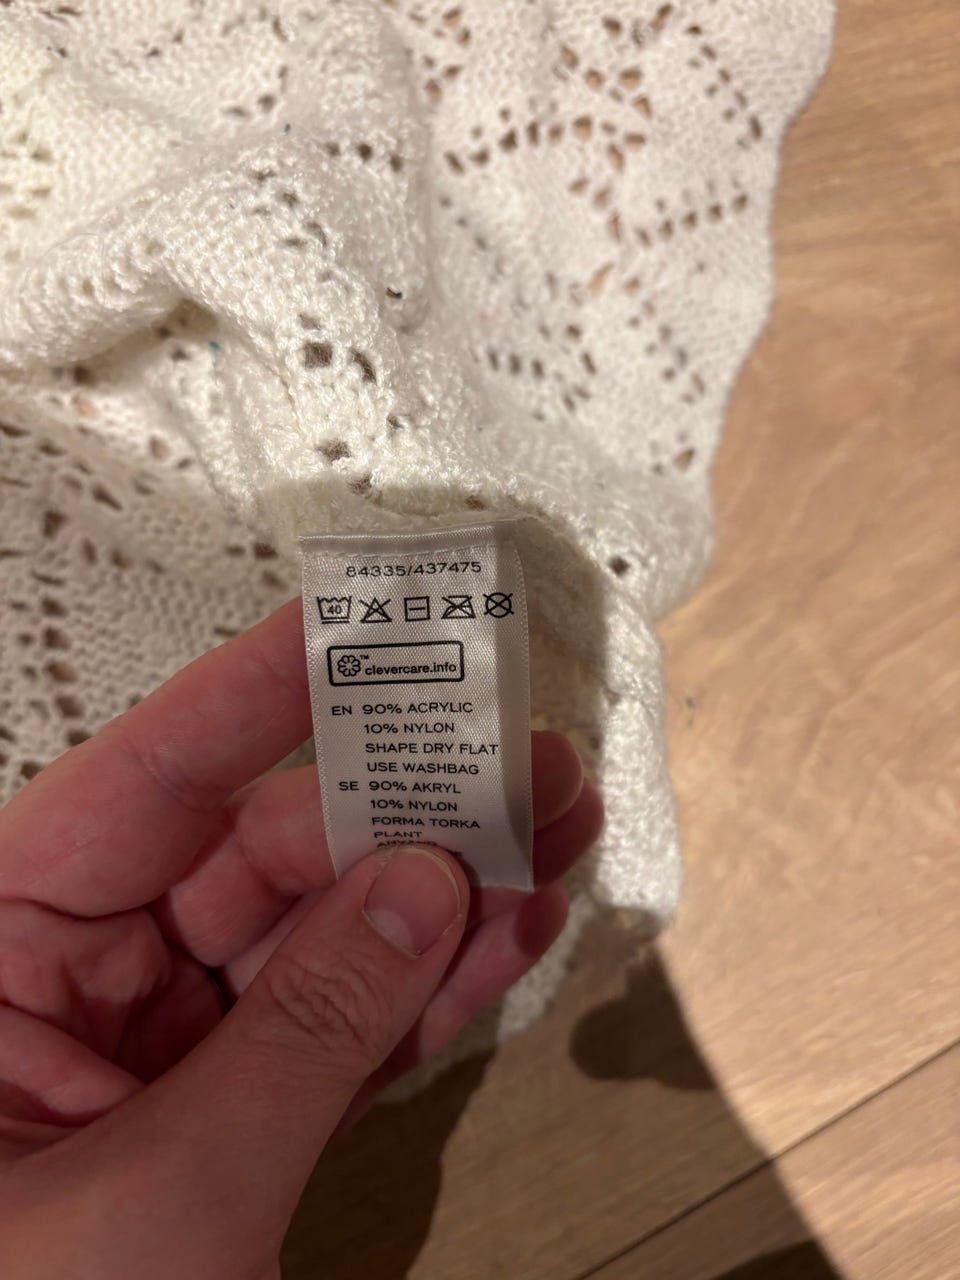 84335/437475
40
™
clevercare.info
EN 90% ACRYLIC
10% NYLON
SHAPE DRY FLAT
USE WASHBAG
SE 90% AKRYL
10% NYLON
FORMA TORKA
PLANT